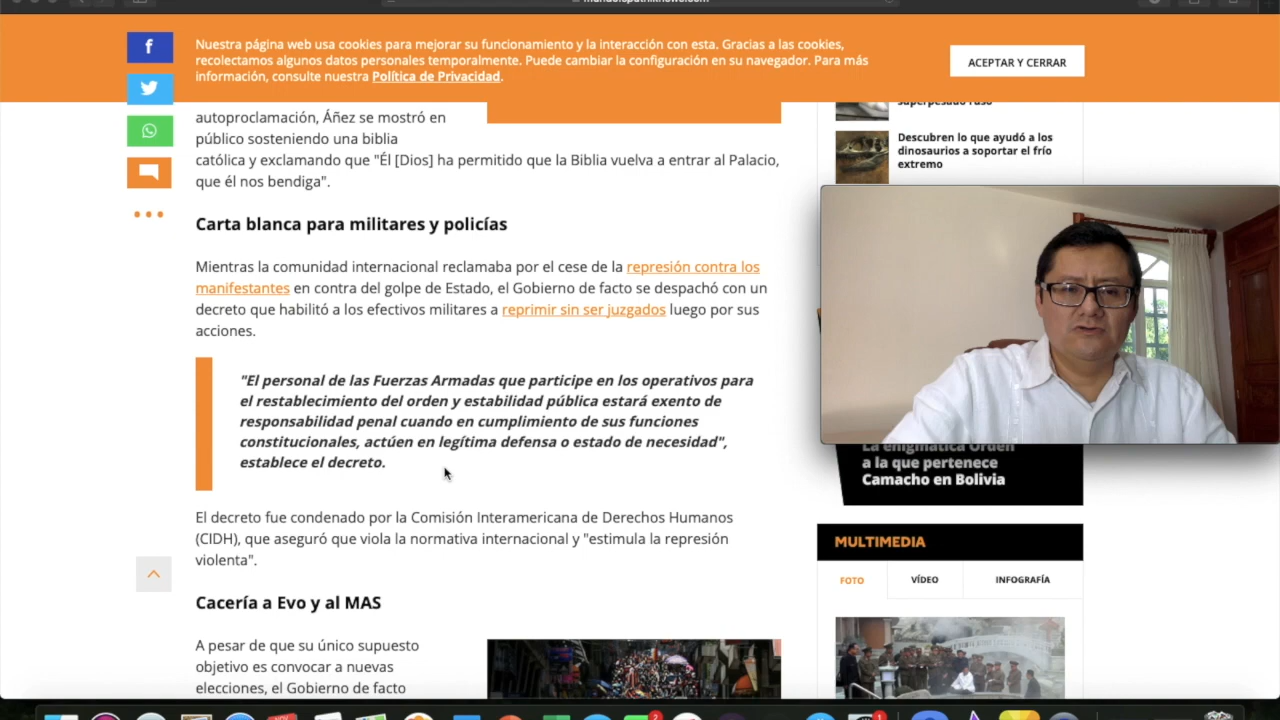 Nuestra página web usa cookies para mejorar su funcionamiento y la interacción con esta. Gracias a las cookies,
recolectamos algunos datos personales temporalmente. Puede cambiar la configuración en su navegador. Para más
información, consulte nuestra Política de Privacidad.
ACEPTAR Y CERRAR
autoproclamación, Áñez se mostró en
público sosteniendo una biblia
católica y exclamando que "Él [Dios] ha permitido que la Biblia vuelva a entrar al Palacio,
que él nos bendiga".
Carta blanca para militares y policías
Mientras la comunidad internacional reclamaba por el cese de la represión contra los
manifestantes en contra del golpe de Estado, el Gobierno de facto se despachó con un
decreto que habilitó a los efectivos militares a reprimir sin ser juzgados luego por sus
acciones.
"El personal de las Fuerzas Armadas que participe en los operativos para
el restablecimiento del orden y estabilidad pública estará exento de
responsabilidad penal cuando en cumplimiento de sus funciones
constitucionales, actúen en legítima defensa o estado de necesidad",
establece el decreto.
El decreto fue condenado por la Comisión Interamericana de Derechos Humanos
(CIDH), que aseguró que viola la normativa internacional y "estimula la represión
violenta".
Cacería a Evo y al MAS
A pesar de que su único supuesto
objetivo es convocar a nuevas
elecciones, el Gobierno de facto
superpesado ruso
Descubren lo que ayudó a los
dinosaurios a soportar el frío
extremo
La enigmática Orden
a la que pertenece
Camacho en Bolivia
MULTIMEDIA
FOTO
VÍDEO
INFOGRAFÍA